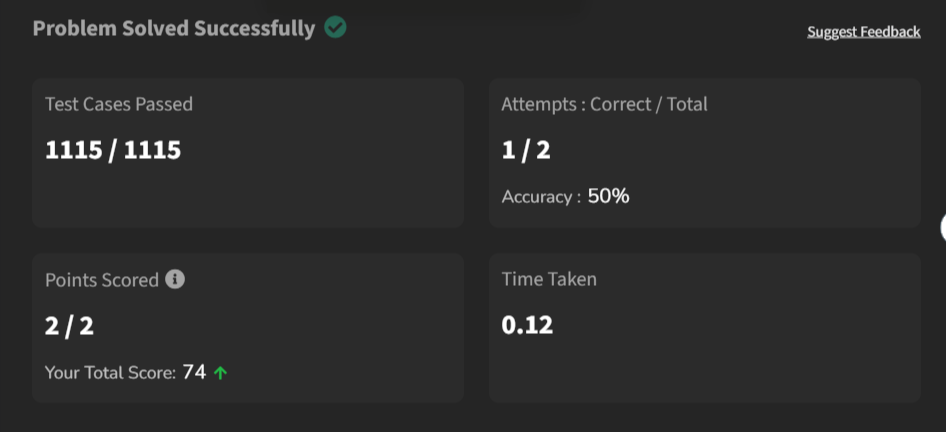 Problem Solved Successfully
Suggest Feedback
Test Cases Passed
1115 / 1115
Attempts : Correct / Total
1 / 2
Accuracy : 50%
Points Scored
2 / 2
Your Total Score: 74
Time Taken
0.12